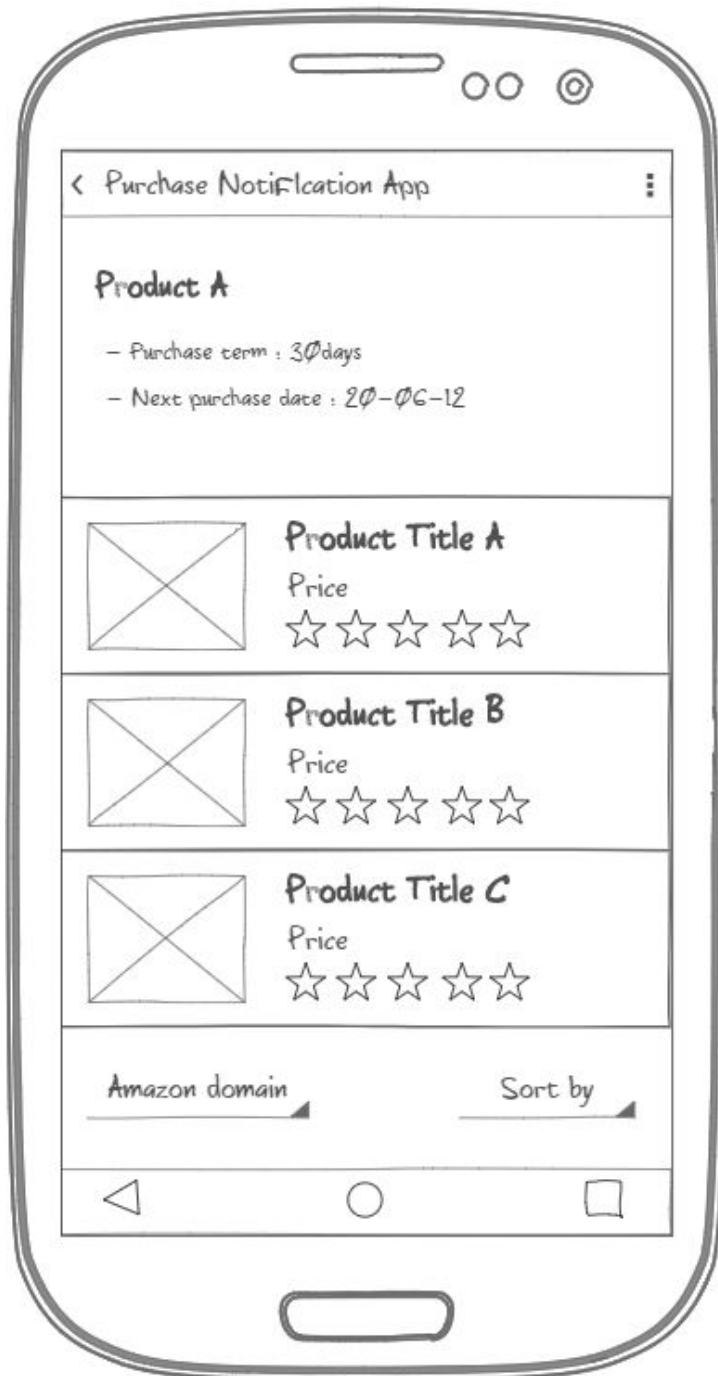 Purchase Notification App
Product A
- Purchase term : 30days
- Next purchase date : 20-06-12
Product Title A
Price
Product Title B
Price
Product Title C
Price
Amazon domain
Sort by